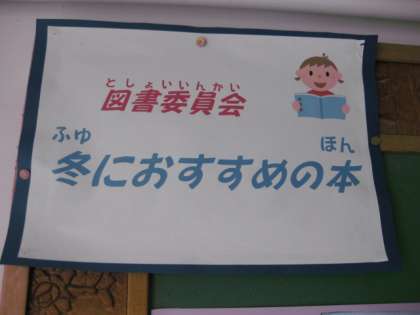 としょいいんかい
図書委員会
ふゆ ほん
冬におすすめの本